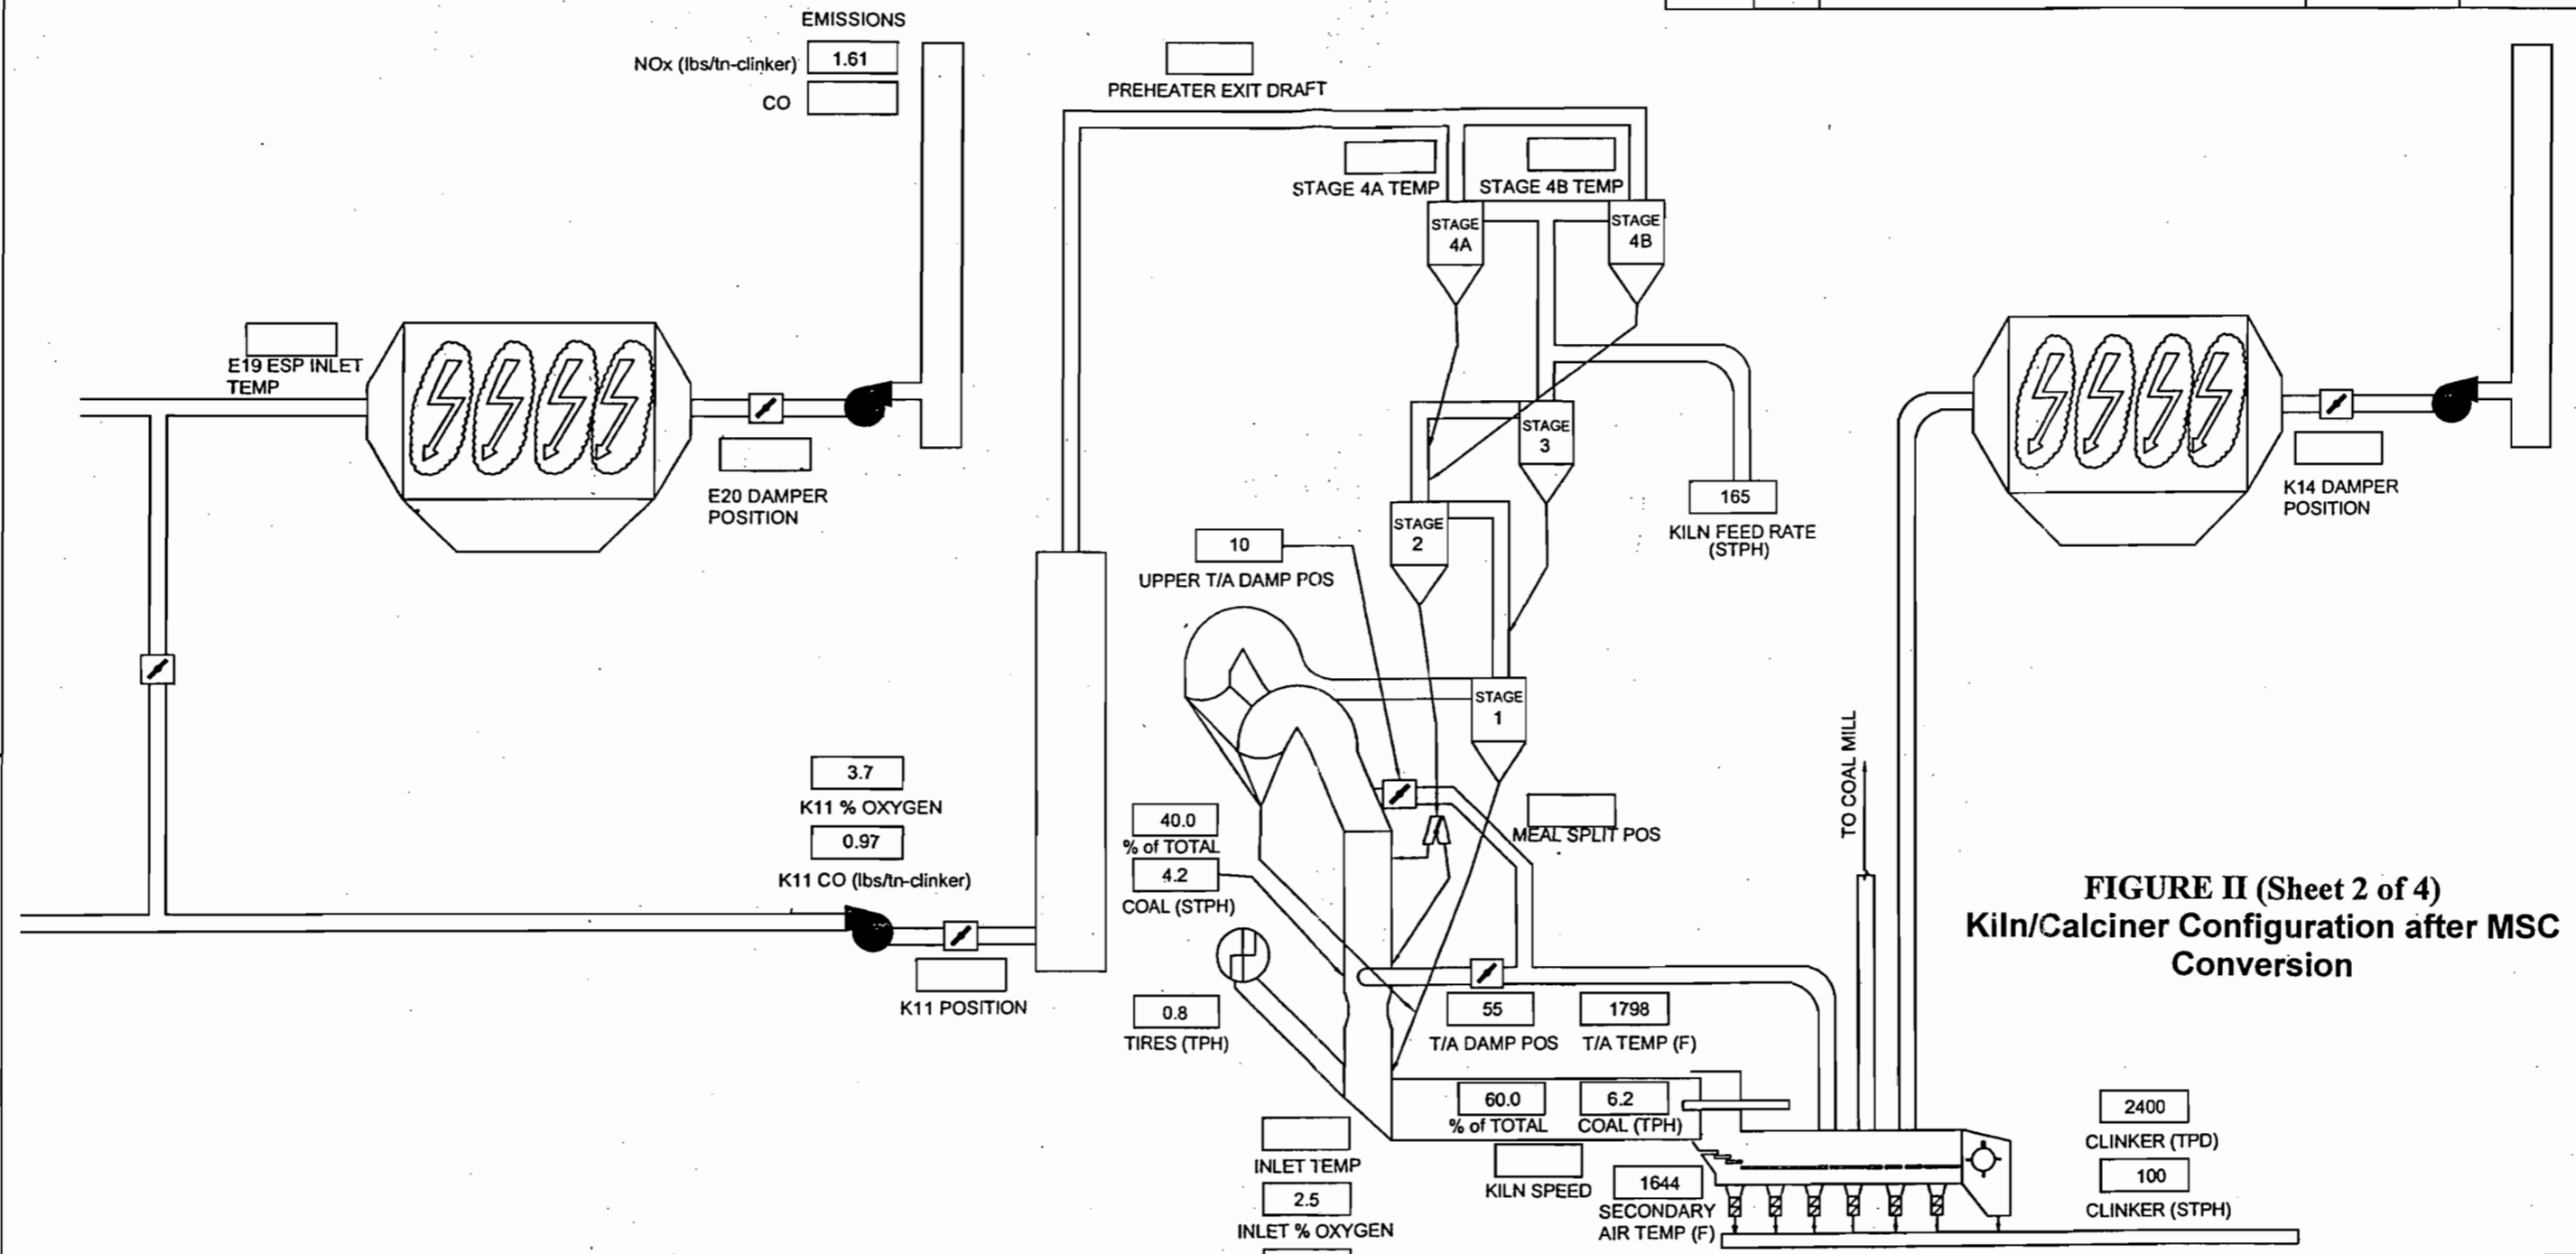 EMISSIONS
NOx (lbs/tn-clinker) 1.61
CO
PREHEATER EXIT DRAFT
STAGE 4A TEMP
STAGE 4B TEMP
STAGE
4A
STAGE
4B
E19 ESP INLET
TEMP
E20 DAMPER
POSITION
STAGE
3
165
KILN FEED RATE
(STPH)
K14 DAMPER
POSITION
10
UPPER T/A DAMP POS
STAGE
2
STAGE
1
3.7
K11 % OXYGEN
0.97
K11 CO (lbs/tn-clinker)
K11 POSITION
40.0
% of TOTAL
4.2
COAL (STPH)
MEAL SPLIT POS
TO COAL MILL
FIGURE II (Sheet 2 of 4)
Kiln/Calciner Configuration after MSC
Conversion
0.8
TIRES (TPH)
55
T/A DAMP POS
1798
T/A TEMP (F)
60.0
% of TOTAL
6.2
COAL (TPH)
INLET TEMP
2.5
INLET % OXYGEN
KILN SPEED
1644
SECONDARY
AIR TEMP (F)
2400
CLINKER (TPD)
100
CLINKER (STPH)